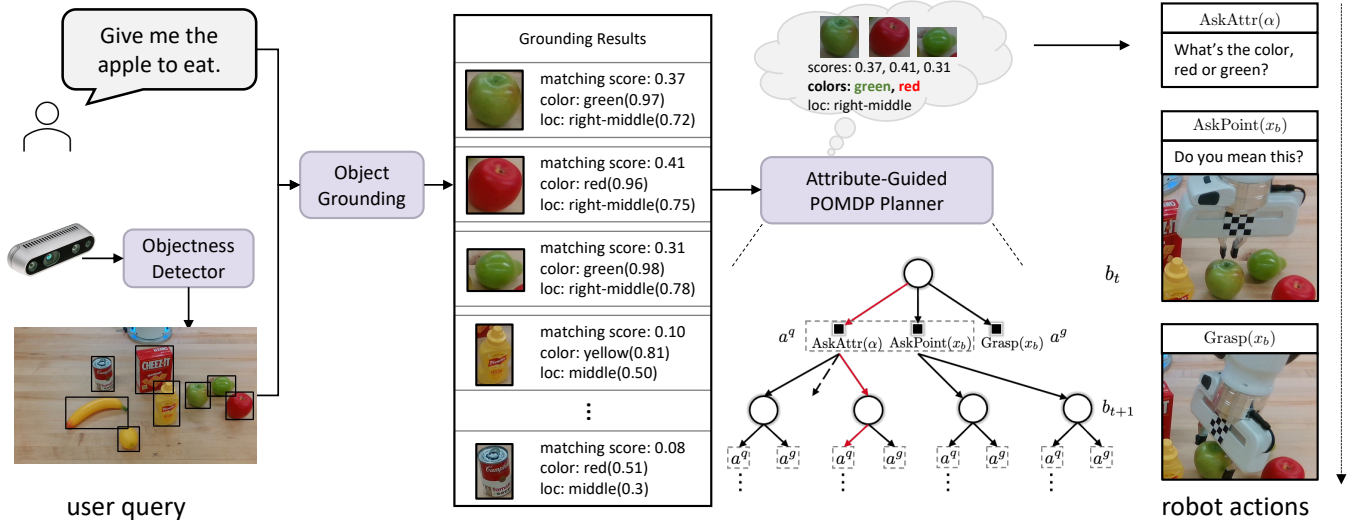 Give me the
apple to eat.
Objectness
Detector
CHEEZ-IT
user query
Object
Grounding
Grounding Results
matching score: 0.37
color: green(0.97)
loc: right-middle(0.72)
matching score: 0.41
color: red(0.96)
loc: right-middle(0.75)
matching score: 0.31
color: green(0.98)
loc: right-middle(0.78)
matching score: 0.10
color: yellow(0.81)
loc: middle(0.50)
⋮
matching score: 0.08
color: red(0.51)
loc: middle(0.3)
Campbell's
scores: 0.37, 0.41, 0.31
colors: green, red
loc: right-middle
Attribute-Guided
POMDP Planner
b_t
a^q
AskAttr(α) AskPoint(x_b) Grasp(x_b) a^g
b_{t+1}
a^q a^g a^q a^g a^q a^g a^q a^g
⋮ ⋮ ⋮ ⋮
AskAttr(α)
What's the color,
red or green?
AskPoint(x_b)
Do you mean this?
Grasp(x_b)
robot actions